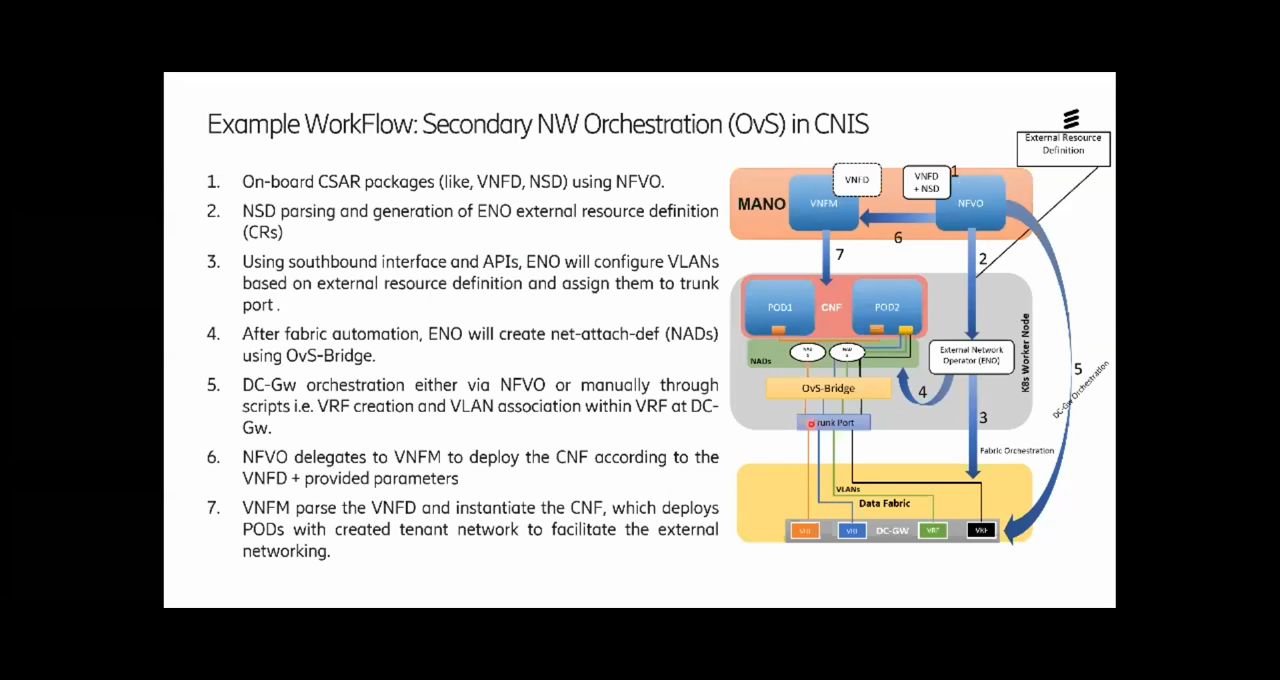 Example WorkFlow: Secondary NW Orchestration (OvS) in CNIS
1. On-board CSAR packages (like, VNFD, NSD) using NFVO.
2. NSD parsing and generation of ENO external resource definition
(CRs)
3. Using southbound interface and APIs, ENO will configure VLANs
based on external resource definition and assign them to trunk
port .
4. After fabric automation, ENO will create net-attach-def (NADs)
using OvS-Bridge.
5. DC-Gw orchestration either via NFVO or manually through
scripts i.e. VRF creation and VLAN association within VRF at DC-
Gw.
6. NFVO delegates to VNFM to deploy the CNF according to the
VNFD + provided parameters
7. VNFM parse the VNFD and instantiate the CNF, which deploys
PODs with created tenant network to facilitate the external
networking.
External Resource
Definition
VNFD
VNFD
+ NSD
1
MANO
VNFM
NFVO
6
7
2
POD1
CNF
POD2
NADs
External Network
Operator (ENO)
K8s Worker Node
5
DC-Gw Orchestration
OvS-Bridge
4
Trunk Port
3
Fabric Orchestration
VLANs
Data Fabric
VRF
VRF
DC-GW
VRF
VRF